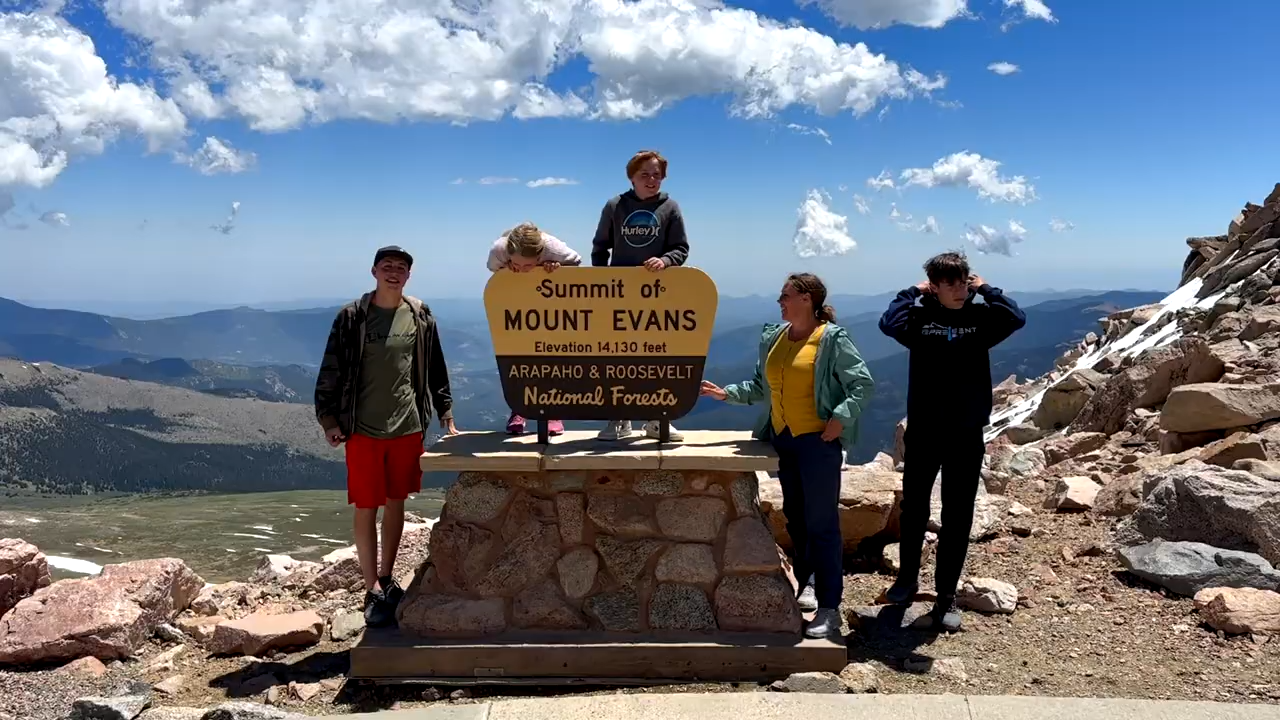 Hurley
Summit of
MOUNT EVANS
Elevation 14,130 feet
ARAPAHO & ROOSEVELT
National Forests